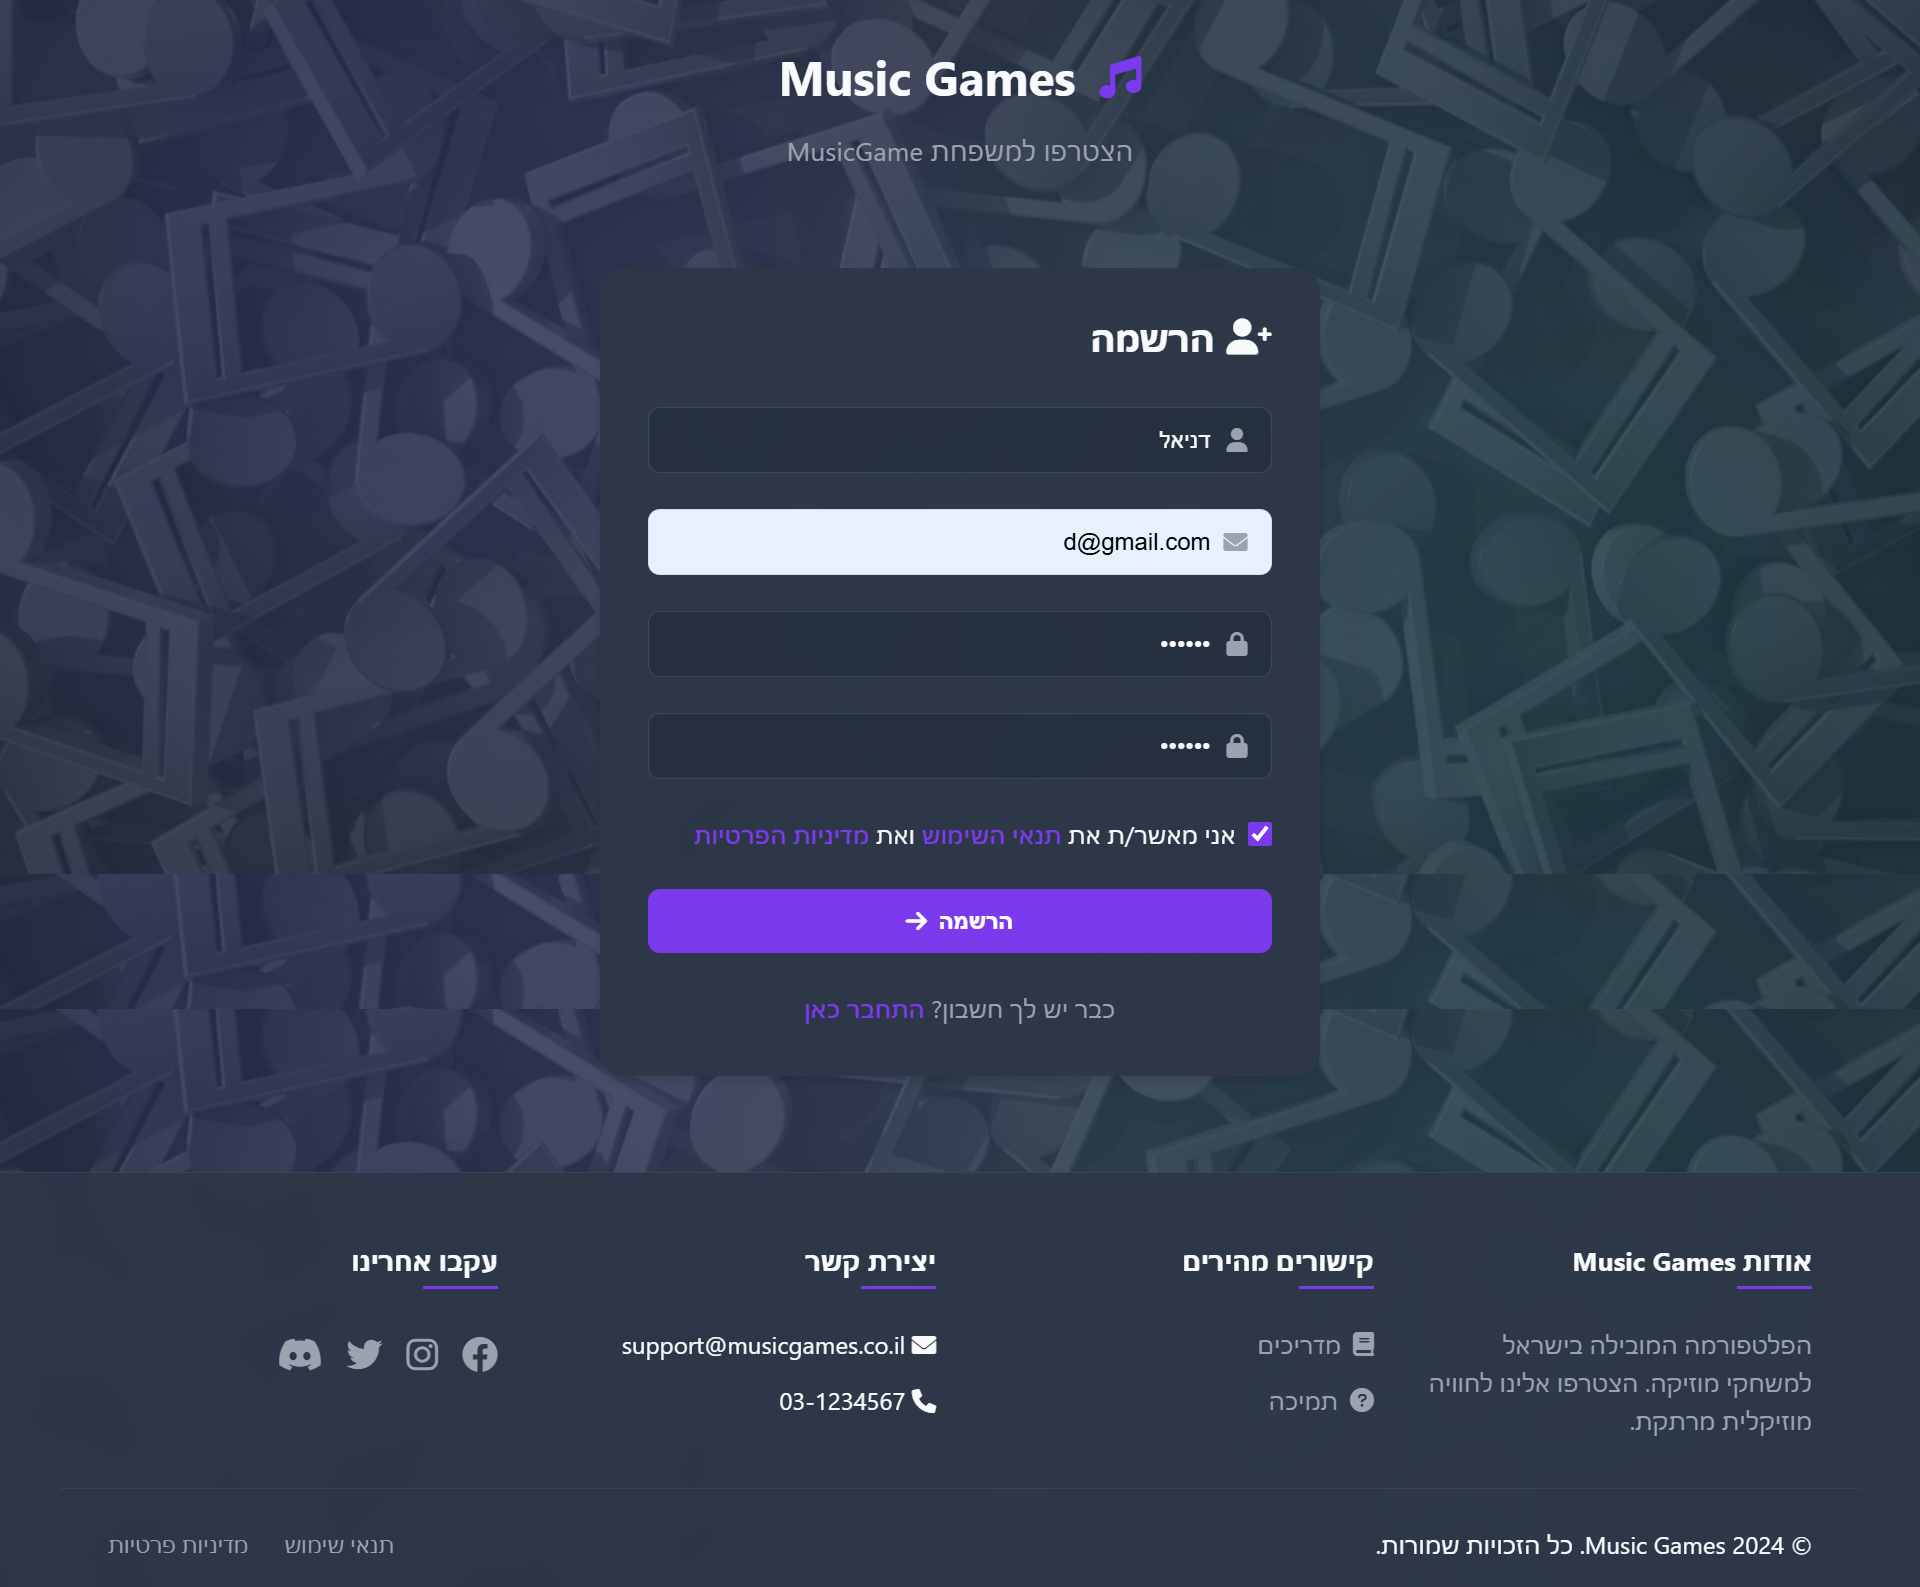 Music Games
הצטרפו למשפחת MusicGame
הרשמה
דניאל
d@gmail.com
••••••
••••••
אני מאשר/ת את תנאי השימוש ואת מדיניות הפרטיות
הרשמה
כבר יש לך חשבון? התחבר כאן
אודות Music Games
הפלטפורמה המובילה בישראל
למשחקי מוזיקה. הצטרפו אלינו לחוויה
מוזיקלית מרתקת.
קישורים מהירים
מדריכים
תמיכה
יצירת קשר
support@musicgames.co.il
03-1234567
עקבו אחרינו
© 2024 Music Games. כל הזכויות שמורות.
תנאי שימוש
מדיניות פרטיות